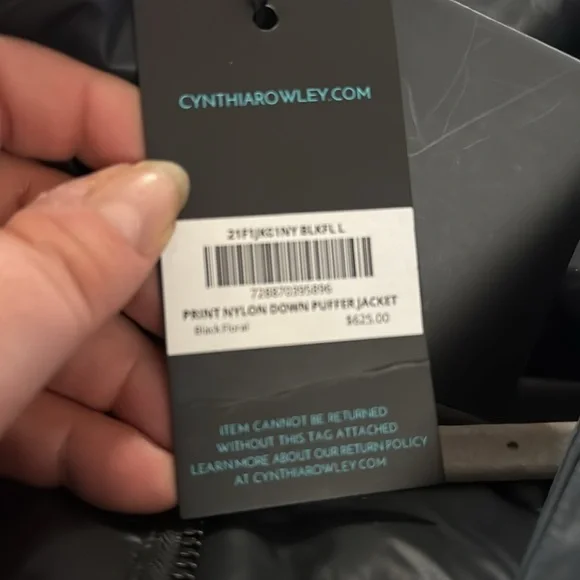 CYNTHIAROWLEY.COM
21F1JKG1NY BLKFL L
728870395896
PRINT NYLON DOWN PUFFER JACKET
Black Floral $625.00
ITEM CANNOT BE RETURNED
WITHOUT THIS TAG ATTACHED
LEARN MORE ABOUT OUR RETURN POLICY
AT CYNTHIAROWLEY.COM